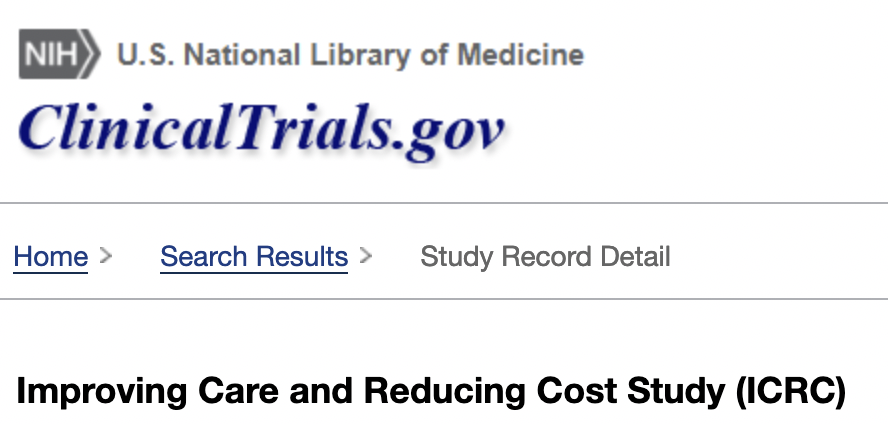 NIH U.S. National Library of Medicine
ClinicalTrials.gov
Home > Search Results > Study Record Detail
Improving Care and Reducing Cost Study (ICRC)